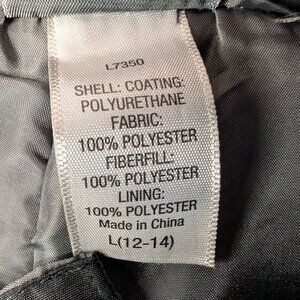 L7350
SHELL: COATING:
POLYURETHANE
FABRIC:
100% POLYESTER
FIBERFILL:
100% POLYESTER
LINING:
100% POLYESTER
Made in China
L(12-14)